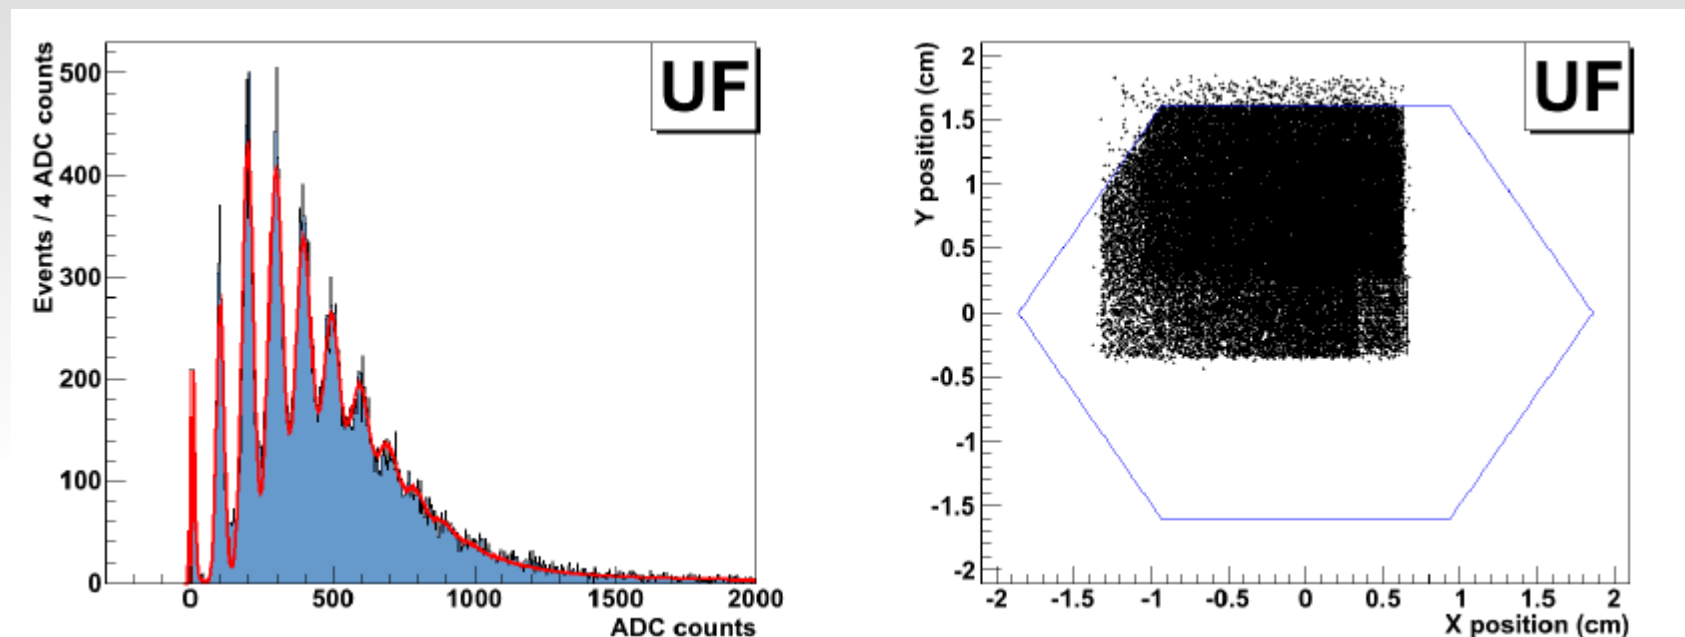 UF
Events / 4 ADC counts
500
400
300
200
100
0
0 500 1000 1500 2000
ADC counts
UF
Y position (cm)
2
1.5
1
0.5
0
-0.5
-1
-1.5
-2
-2 -1.5 -1 -0.5 0 0.5 1 1.5 2
X position (cm)